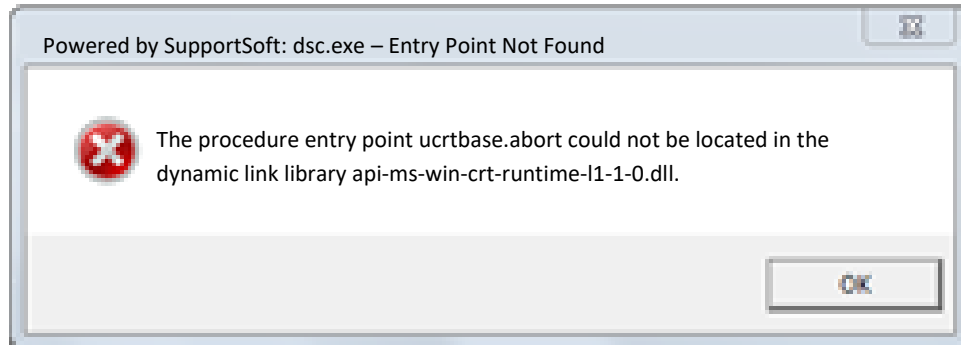 Powered by SupportSoft: dsc.exe – Entry Point Not Found
The procedure entry point ucrtbase.abort could not be located in the
dynamic link library api-ms-win-crt-runtime-l1-1-0.dll.
OK